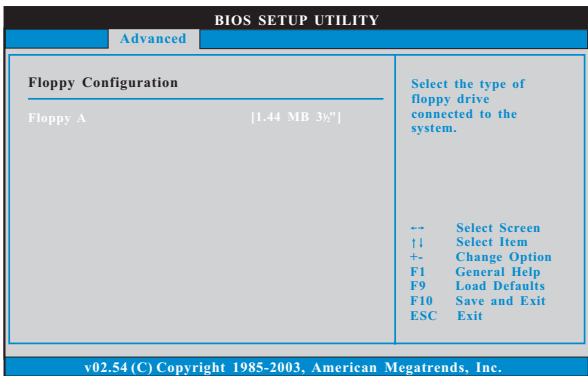 BIOS SETUP UTILITY
Advanced
Floppy Configuration
Floppy A [1.44 MB 3½"]
Select the type of
floppy drive
connected to the
system.
←→ Select Screen
↑↓ Select Item
+- Change Option
F1 General Help
F9 Load Defaults
F10 Save and Exit
ESC Exit
v02.54 (C) Copyright 1985-2003, American Megatrends, Inc.